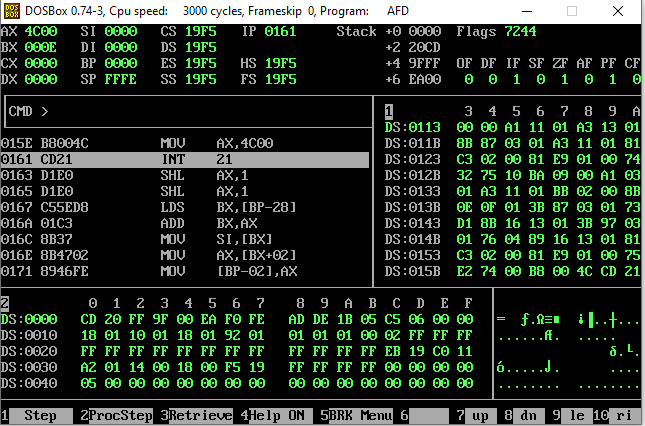 DOSBox 0.74-3, Cpu speed: 3000 cycles, Frameskip 0, Program: AFD
AX 4C00 SI 0000 CS 19F5 IP 0161 Stack +0 0000 Flags 7244
BX 000E DI 0000 DS 19F5 +2 20CD
CX 0000 BP 0000 ES 19F5 HS 19F5 +4 9FFF OF DF IF SF ZF AF PF CF
DX 0000 SP FFFE SS 19F5 FS 19F5 +6 EA00 0 0 1 0 1 0 1 0
CMD >
1 3 4 5 6 7 8 9 A
DS:0113 00 00 A1 11 01 A3 13 01
015E B8004C MOV AX,4C00 DS:011B 8B 87 03 01 A3 11 01 81
0161 CD21 INT 21 DS:0123 C3 02 00 81 E9 01 00 74
0163 D1E0 SHL AX,1 DS:012B 32 75 10 BA 09 00 A1 03
0165 D1E0 SHL AX,1 DS:0133 01 A3 11 01 BB 02 00 8B
0167 C55ED8 LDS BX,[BP-28] DS:013B 0E 0F 01 3B 87 03 01 73
016A 01C3 ADD BX,AX DS:0143 D1 8B 16 13 01 3B 97 03
016C 8B37 MOV SI,[BX] DS:014B 01 76 04 89 16 13 01 81
016E 8B4702 MOV AX,[BX+02] DS:0153 C3 02 00 81 E9 01 00 75
0171 8946FE MOV [BP-02],AX DS:015B E2 74 00 B8 00 4C CD 21
2 0 1 2 3 4 5 6 7 8 9 A B C D E F
DS:0000 CD 20 FF 9F 00 EA F0 FE AD DE 1B 05 C5 06 00 00 = ƒ.Ω≡■ ¡▐..┼...
DS:0010 18 01 10 01 18 01 92 01 01 01 01 00 02 FF FF FF ......Æ. ........
DS:0020 FF FF FF FF FF FF FF FF FF FF FF FF EB 19 C0 11 δ.└.
DS:0030 A2 01 14 00 18 00 F5 19 FF FF FF FF 00 00 00 00 ó.....⌡. ....
DS:0040 05 00 00 00 00 00 00 00 00 00 00 00 00 00 00 00 ........ ........
1 Step 2 ProcStep 3 Retrieve 4 Help ON 5 BRK Menu 6 7 up 8 dn 9 le 10 ri